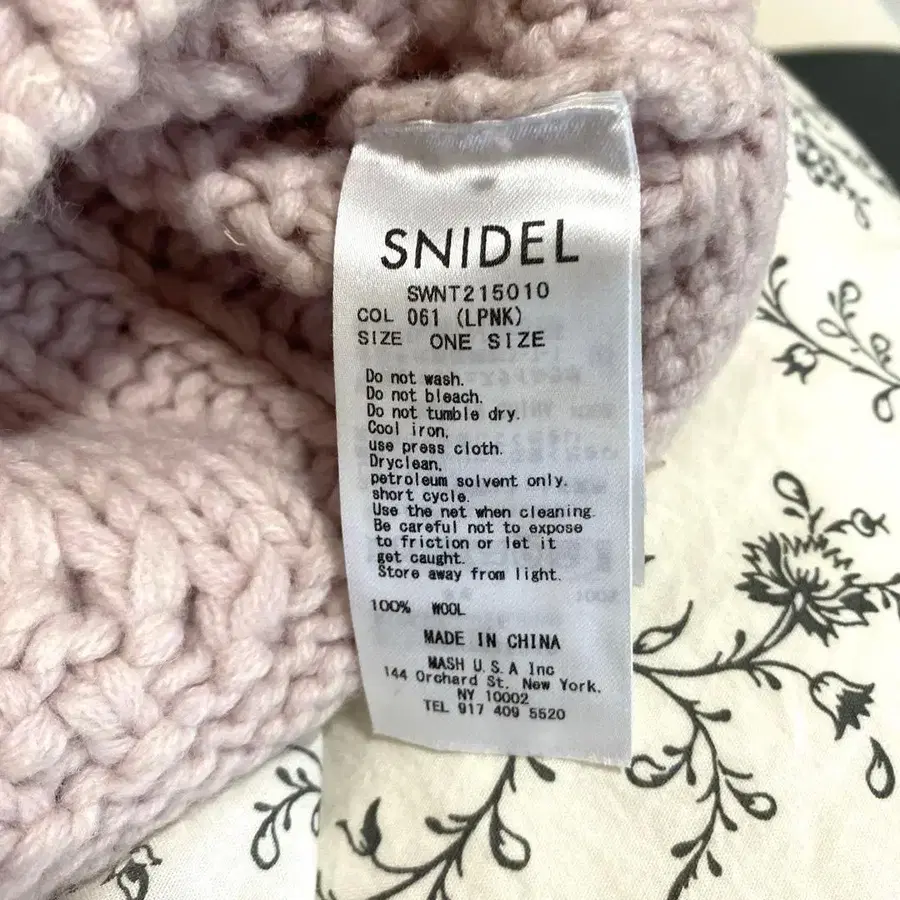 SNIDEL
SWNT215010
COL 061 (LPNK)
SIZE ONE SIZE
Do not wash.
Do not bleach.
Do not tumble dry.
Cool iron,
use press cloth.
Dryclean,
petroleum solvent only.
short cycle.
Use the net when cleaning.
Be careful not to expose
to friction or let it
get caught.
Store away from light.
100% WOOL
MADE IN CHINA
MASH U.S.A Inc
144 Orchard St. New York,
NY 10002
TEL 917 409 5520